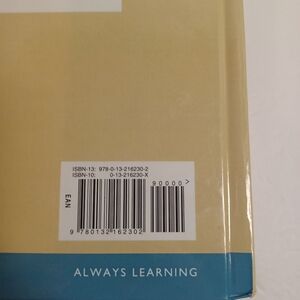 ISBN-13: 978-0-13-216230-2
ISBN-10: 0-13-216230-X
90000>
EAN
9 780132 162302
ALWAYS LEARNING